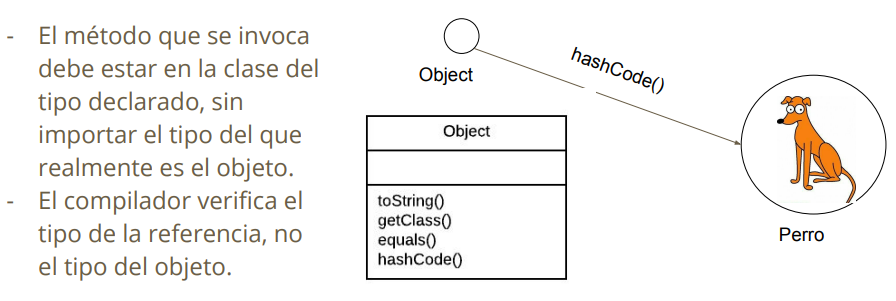 - El método que se invoca
debe estar en la clase del
tipo declarado, sin
importar el tipo del que
realmente es el objeto.
- El compilador verifica el
tipo de la referencia, no
el tipo del objeto.
Object
hashCode()
Perro
Object
toString()
getClass()
equals()
hashCode()